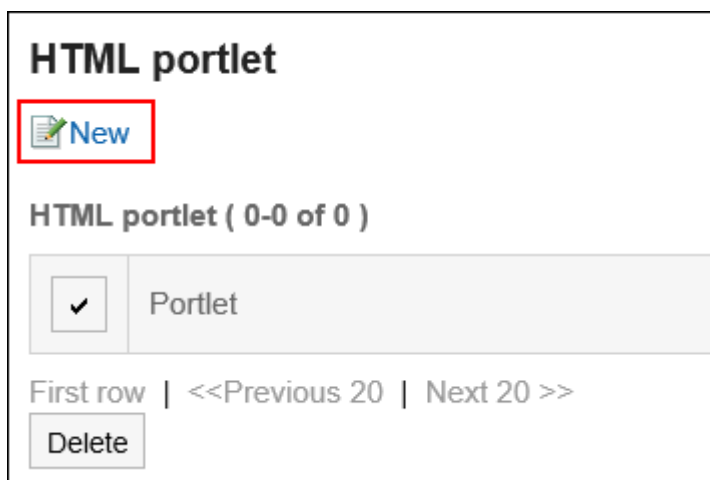 HTML portlet
New
HTML portlet ( 0-0 of 0 )
Portlet
First row | <<Previous 20 | Next 20 >>
Delete